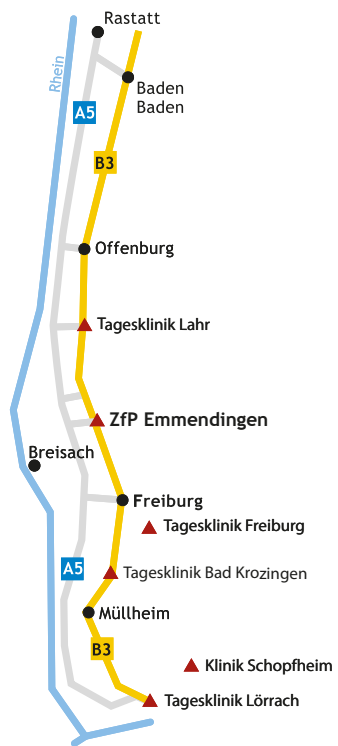 Rastatt
Rhein
Baden
Baden
A5
B3
Offenburg
Tagesklinik Lahr
ZfP Emmendingen
Breisach
Freiburg
Tagesklinik Freiburg
A5
Tagesklinik Bad Krozingen
Müllheim
B3
Klinik Schopfheim
Tagesklinik Lörrach